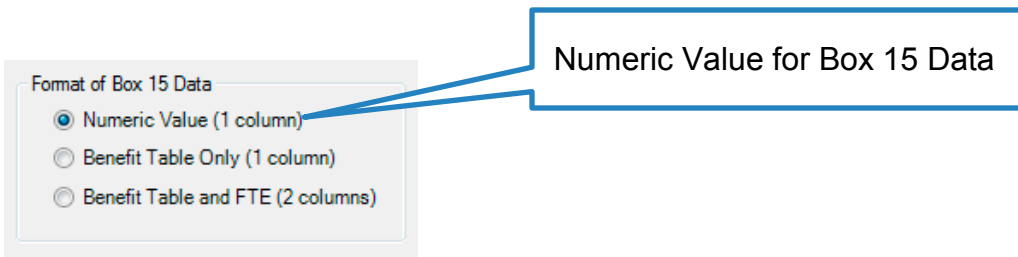 Numeric Value for Box 15 Data
Format of Box 15 Data
Numeric Value (1 column)
Benefit Table Only (1 column)
Benefit Table and FTE (2 columns)